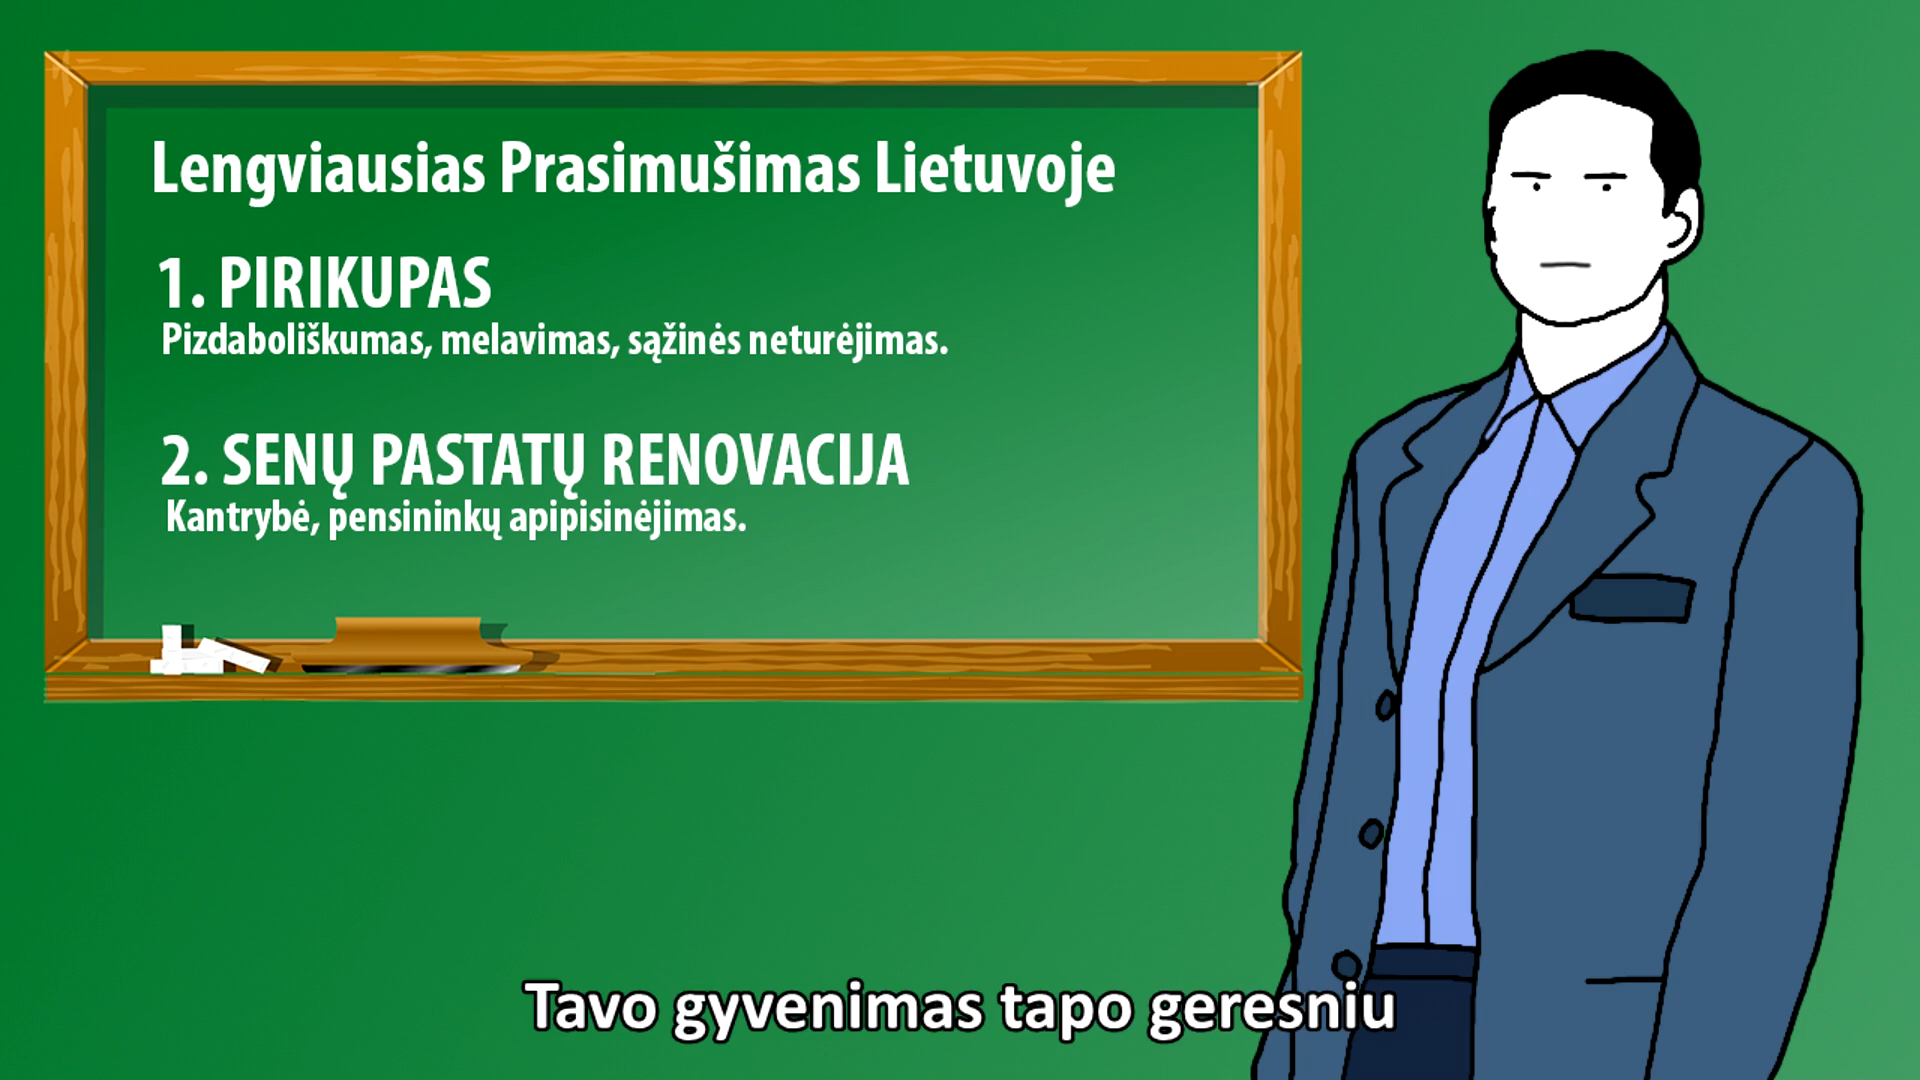 Lengviausias Prasimušimas Lietuvoje
1. PIRIKUPAS
Pizdaboliškumas, melavimas, sąžinės neturėjimas.
2. SENŲ PASTATŲ RENOVACIJA
Kantrybė, pensininkų apipisinėjimas.
Tavo gyvenimas tapo geresniu